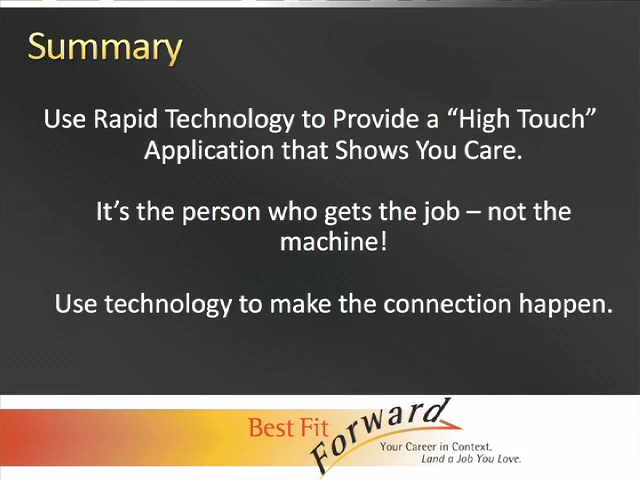 Summary
Use Rapid Technology to Provide a “High Touch”
Application that Shows You Care.
It’s the person who gets the job – not the
machine!
Use technology to make the connection happen.
Best Fit
Forward
Your Career in Context.
Land a Job You Love.